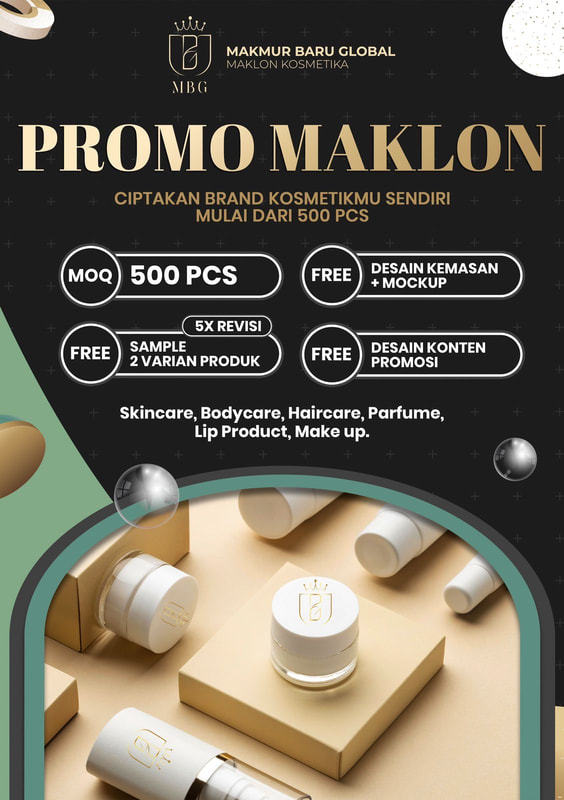 MBG
MAKMUR BARU GLOBAL
MAKLON KOSMETIKA
PROMO MAKLON
CIPTAKAN BRAND KOSMETIKMU SENDIRI
MULAI DARI 500 PCS
MOQ
500 PCS
FREE
DESAIN KEMASAN
+ MOCKUP
FREE
5X REVISI
SAMPLE
2 VARIAN PRODUK
FREE
DESAIN KONTEN
PROMOSI
Skincare, Bodycare, Haircare, Parfume,
Lip Product, Make up.
MBG